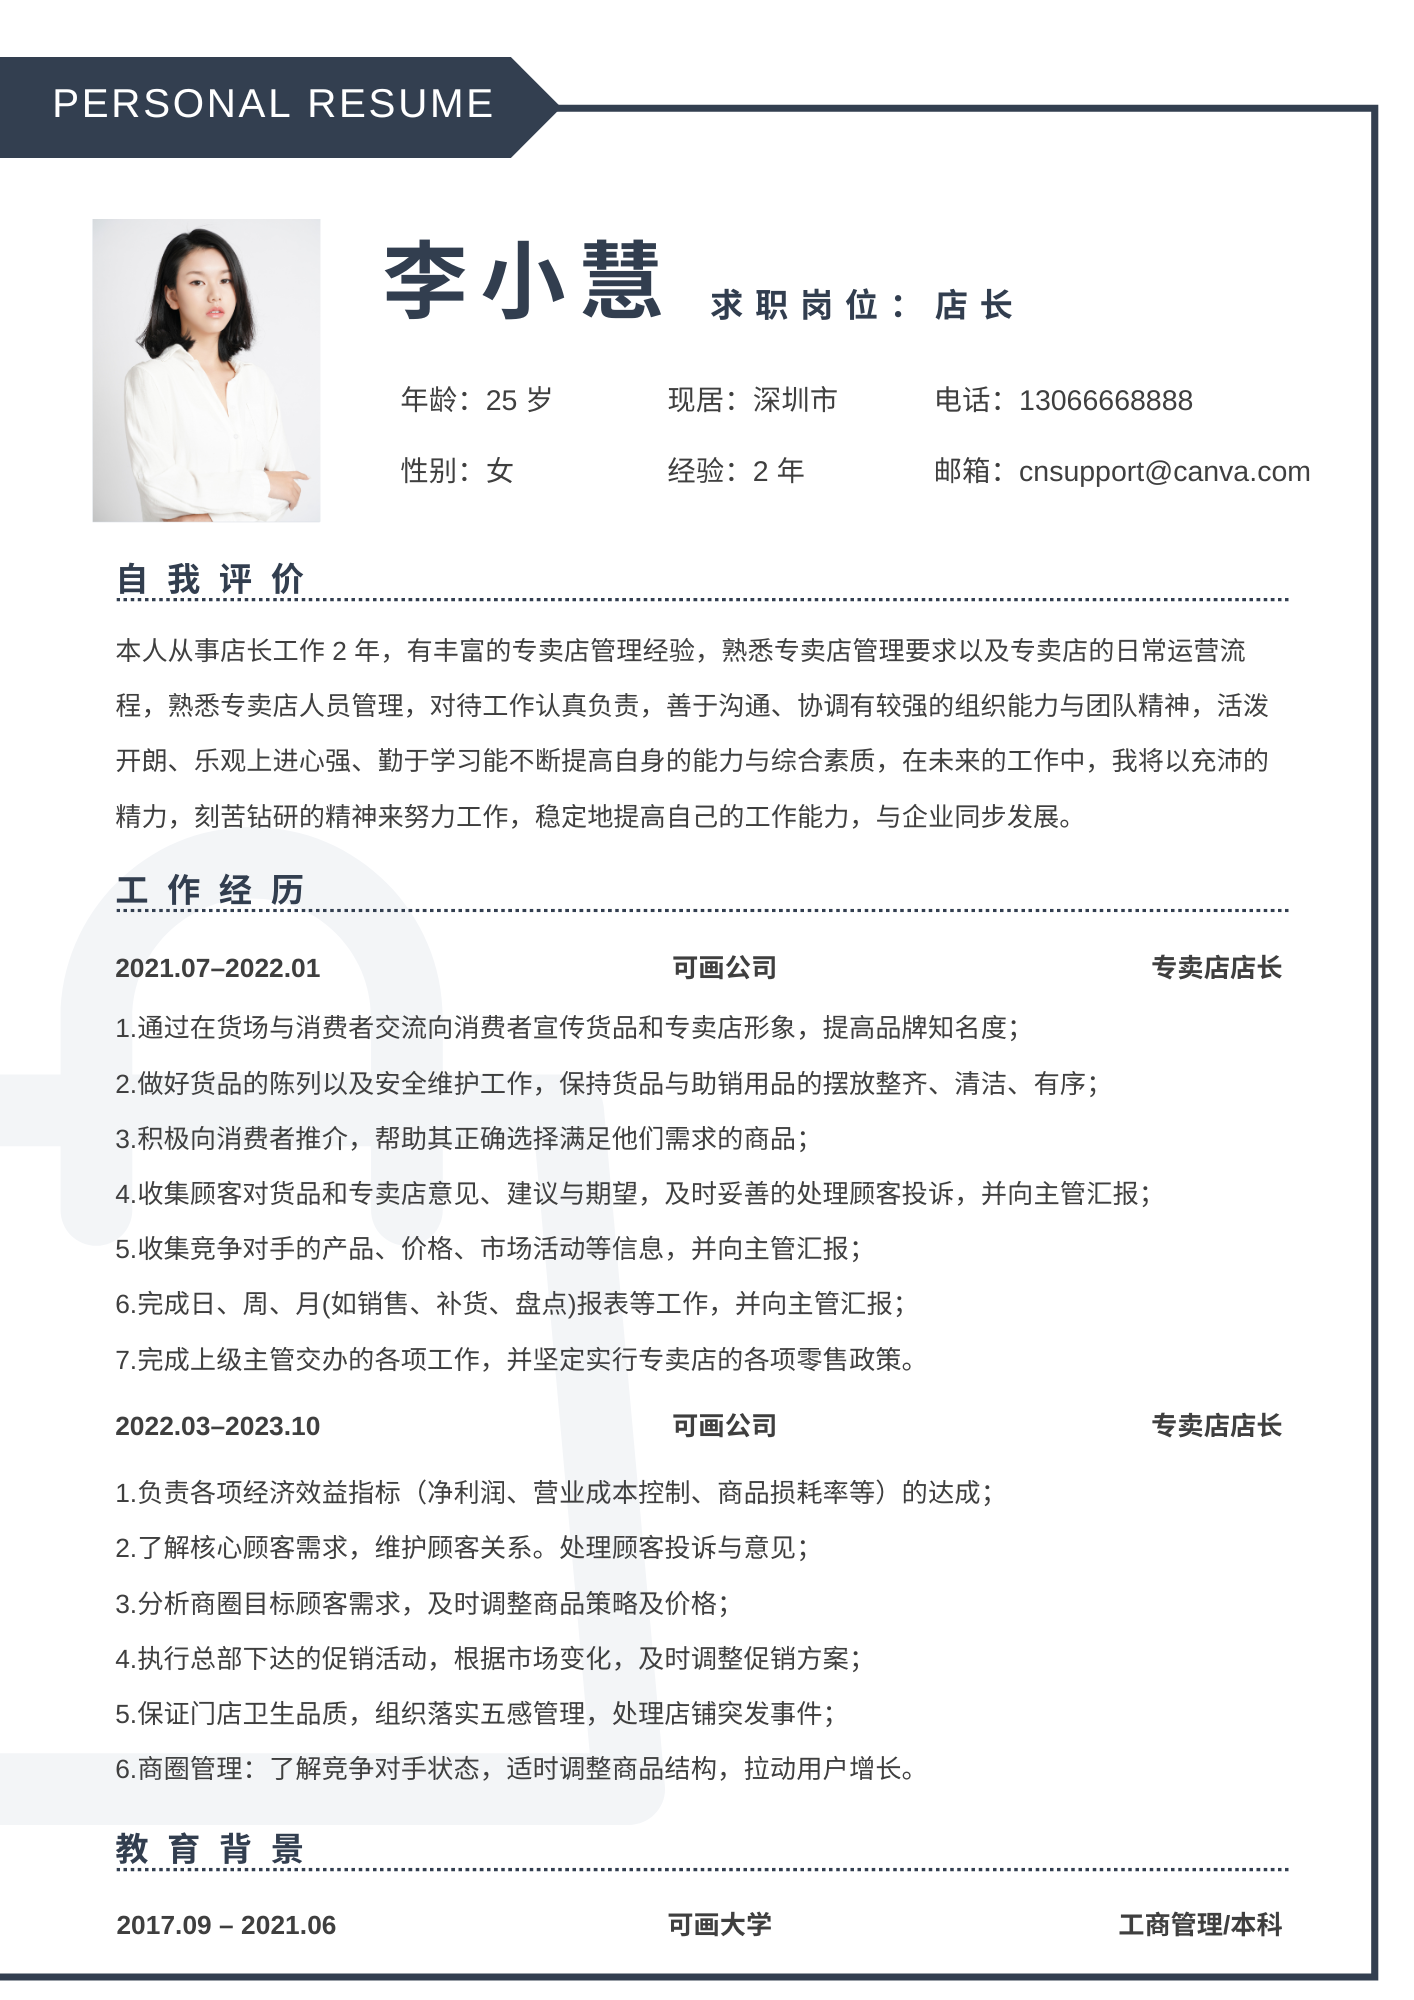 PERSONAL RESUME
李小慧 求职岗位：店长
年龄：25 岁 现居：深圳市 电话：13066668888
性别：女 经验：2 年 邮箱：cnsupport@canva.com
自我评价
本人从事店长工作 2 年，有丰富的专卖店管理经验，熟悉专卖店管理要求以及专卖店的日常运营流
程，熟悉专卖店人员管理，对待工作认真负责，善于沟通、协调有较强的组织能力与团队精神，活泼
开朗、乐观上进心强、勤于学习能不断提高自身的能力与综合素质，在未来的工作中，我将以充沛的
精力，刻苦钻研的精神来努力工作，稳定地提高自己的工作能力，与企业同步发展。
工作经历
2021.07–2022.01 可画公司 专卖店店长
1.通过在货场与消费者交流向消费者宣传货品和专卖店形象，提高品牌知名度；
2.做好货品的陈列以及安全维护工作，保持货品与助销用品的摆放整齐、清洁、有序；
3.积极向消费者推介，帮助其正确选择满足他们需求的商品；
4.收集顾客对货品和专卖店意见、建议与期望，及时妥善的处理顾客投诉，并向主管汇报；
5.收集竞争对手的产品、价格、市场活动等信息，并向主管汇报；
6.完成日、周、月(如销售、补货、盘点)报表等工作，并向主管汇报；
7.完成上级主管交办的各项工作，并坚定实行专卖店的各项零售政策。
2022.03–2023.10 可画公司 专卖店店长
1.负责各项经济效益指标（净利润、营业成本控制、商品损耗率等）的达成；
2.了解核心顾客需求，维护顾客关系。处理顾客投诉与意见；
3.分析商圈目标顾客需求，及时调整商品策略及价格；
4.执行总部下达的促销活动，根据市场变化，及时调整促销方案；
5.保证门店卫生品质，组织落实五感管理，处理店铺突发事件；
6.商圈管理：了解竞争对手状态，适时调整商品结构，拉动用户增长。
教育背景
2017.09 – 2021.06 可画大学 工商管理/本科